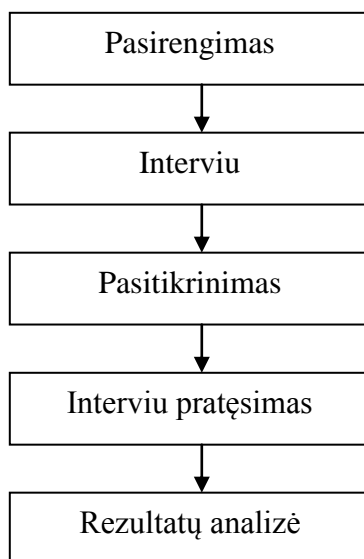 Pasirengimas
Interviu
Pasitikrinimas
Interviu pratęsimas
Rezultatų analizė